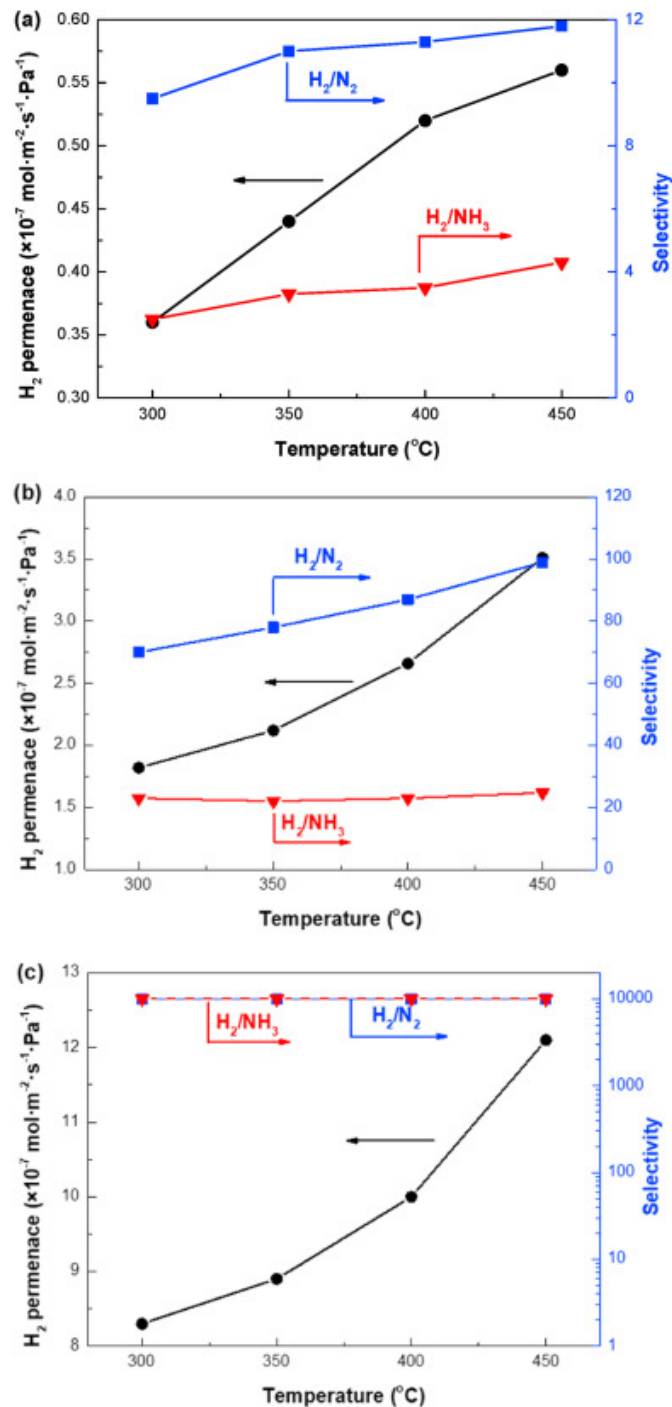 (a)
H₂ permenace (×10⁻⁷ mol·m⁻²·s⁻¹·Pa⁻¹)
0.60
0.55
0.50
0.45
0.40
0.35
0.30
H₂/N₂
H₂/NH₃
12
8
4
0
Selectivity
300 350 400 450
Temperature (°C)
(b)
H₂ permenace (×10⁻⁷ mol·m⁻²·s⁻¹·Pa⁻¹)
4.0
3.5
3.0
2.5
2.0
1.5
1.0
H₂/N₂
H₂/NH₃
120
100
80
60
40
20
0
Selectivity
300 350 400 450
Temperature (°C)
(c)
H₂ permenace (×10⁻⁷ mol·m⁻²·s⁻¹·Pa⁻¹)
13
12
11
10
9
8
H₂/NH₃ H₂/N₂
10000
1000
100
10
1
Selectivity
300 350 400 450
Temperature (°C)